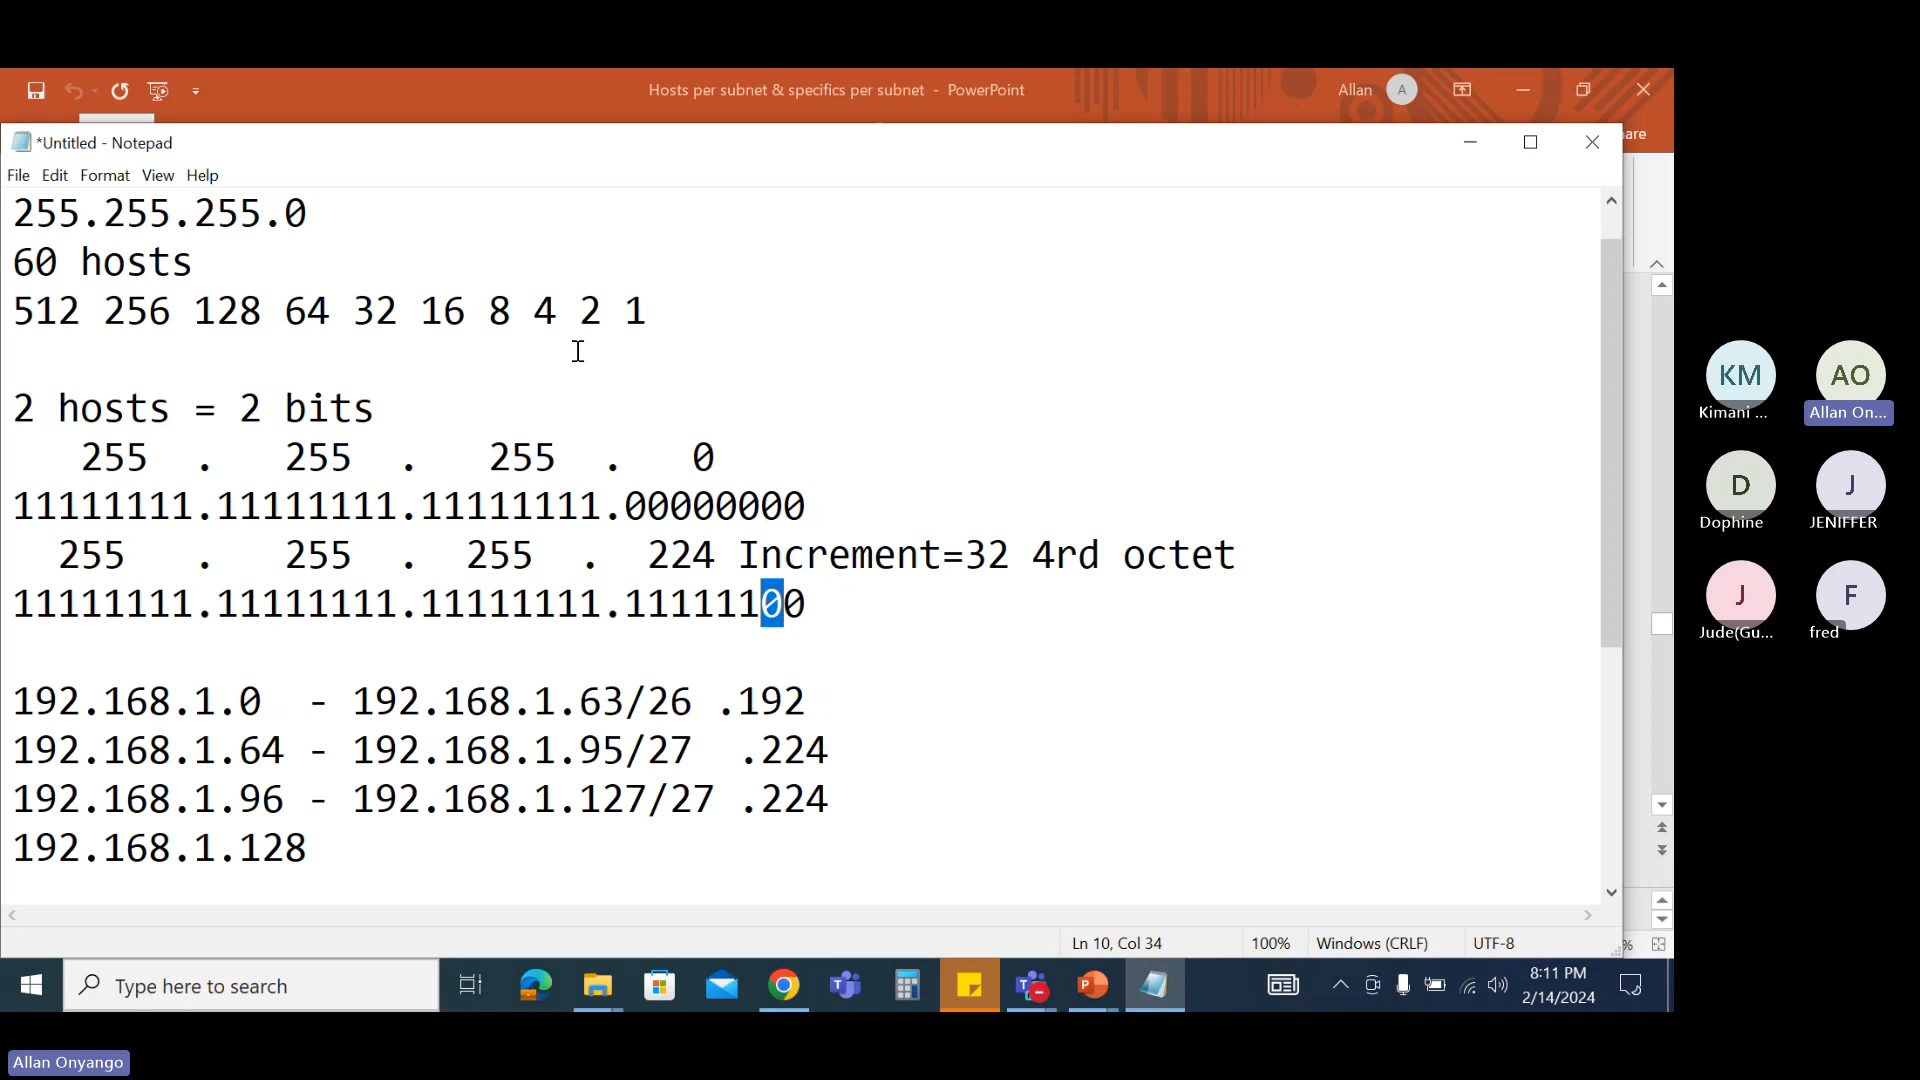 Hosts per subnet & specifics per subnet - PowerPoint
Allan
A
are
*Untitled - Notepad
File Edit Format View Help
255.255.255.0
60 hosts
512 256 128 64 32 16 8 4 2 1
2 hosts = 2 bits
255 . 255 . 255 . 0
11111111.11111111.11111111.00000000
255 . 255 . 255 . 224 Increment=32 4rd octet
11111111.11111111.11111111.11111100
192.168.1.0 - 192.168.1.63/26 .192
192.168.1.64 - 192.168.1.95/27 .224
192.168.1.96 - 192.168.1.127/27 .224
192.168.1.128
Ln 10, Col 34
100%
Windows (CRLF)
UTF-8
%
Type here to search
8:11 PM
2/14/2024
KM
Kimani ...
AO
Allan On...
D
Dophine
J
JENIFFER
J
Jude(Gu...
F
fred
Allan Onyango